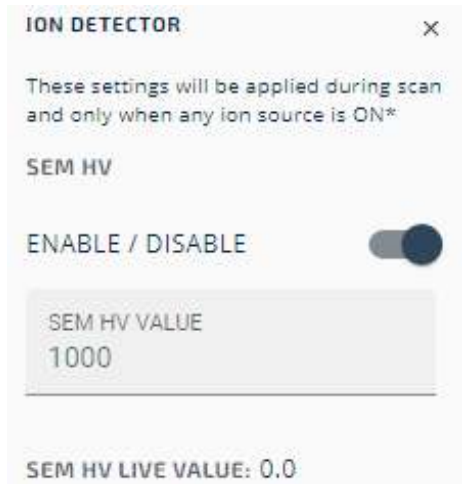 ION DETECTOR ×
These settings will be applied during scan
and only when any ion source is ON*
SEM HV
ENABLE / DISABLE
SEM HV VALUE
1000
SEM HV LIVE VALUE: 0.0